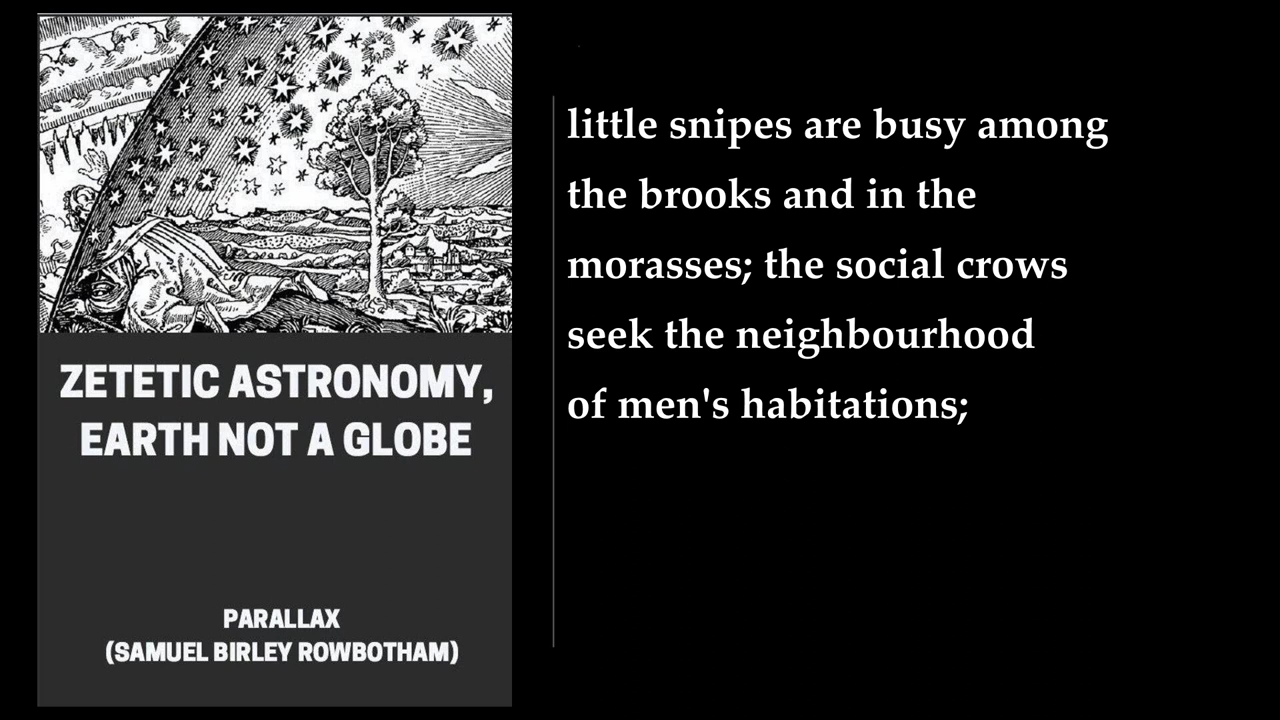 ZETETIC ASTRONOMY,
EARTH NOT A GLOBE
PARALLAX
(SAMUEL BIRLEY ROWBOTHAM)
little snipes are busy among
the brooks and in the
morasses; the social crows
seek the neighbourhood
of men's habitations;